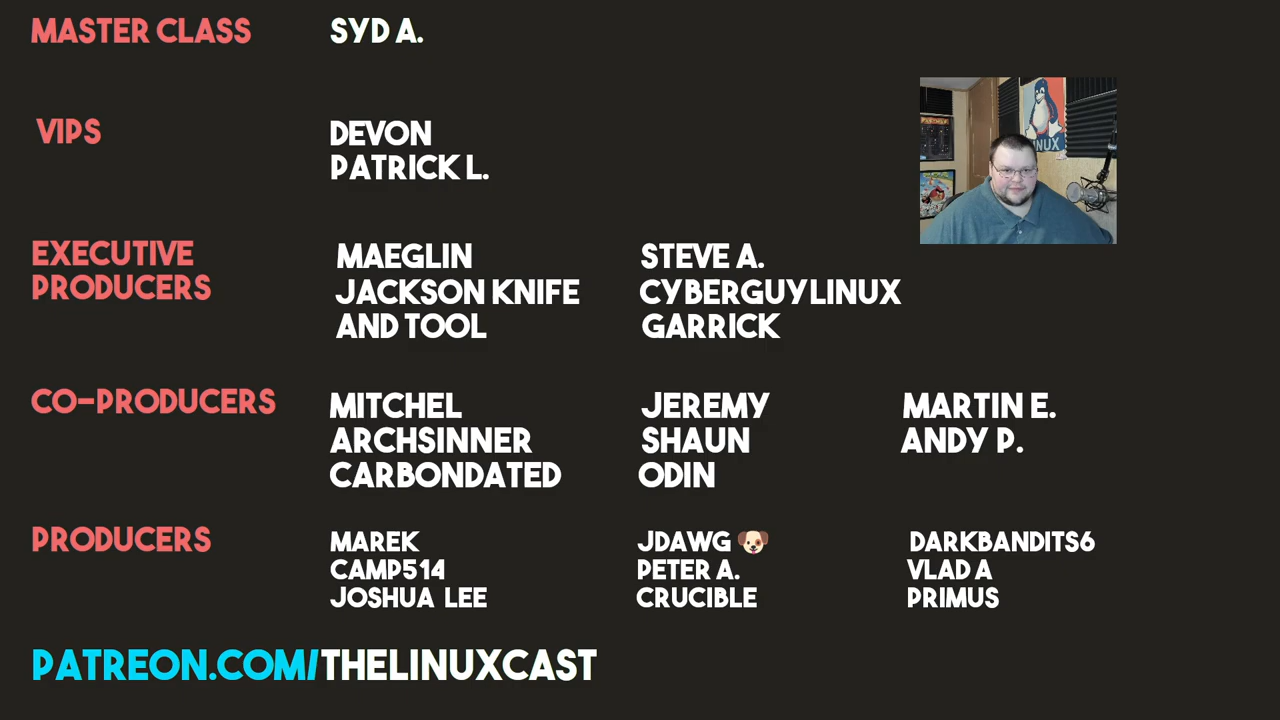 MASTER CLASS SYD A.
VIPS DEVON
PATRICK L.
EXECUTIVE PRODUCERS
MAEGLIN STEVE A.
JACKSON KNIFE CYBERGUYLINUX
AND TOOL GARRICK
CO-PRODUCERS MITCHEL JEREMY MARTIN E.
ARCHSINNER SHAUN ANDY P.
CARBONDATED ODIN
PRODUCERS MAREK JDAWG 🐶 DARKBANDITS6
CAMP514 PETER A. VLAD A
JOSHUA LEE CRUCIBLE PRIMUS
PATREON.COM/THELINUXCAST